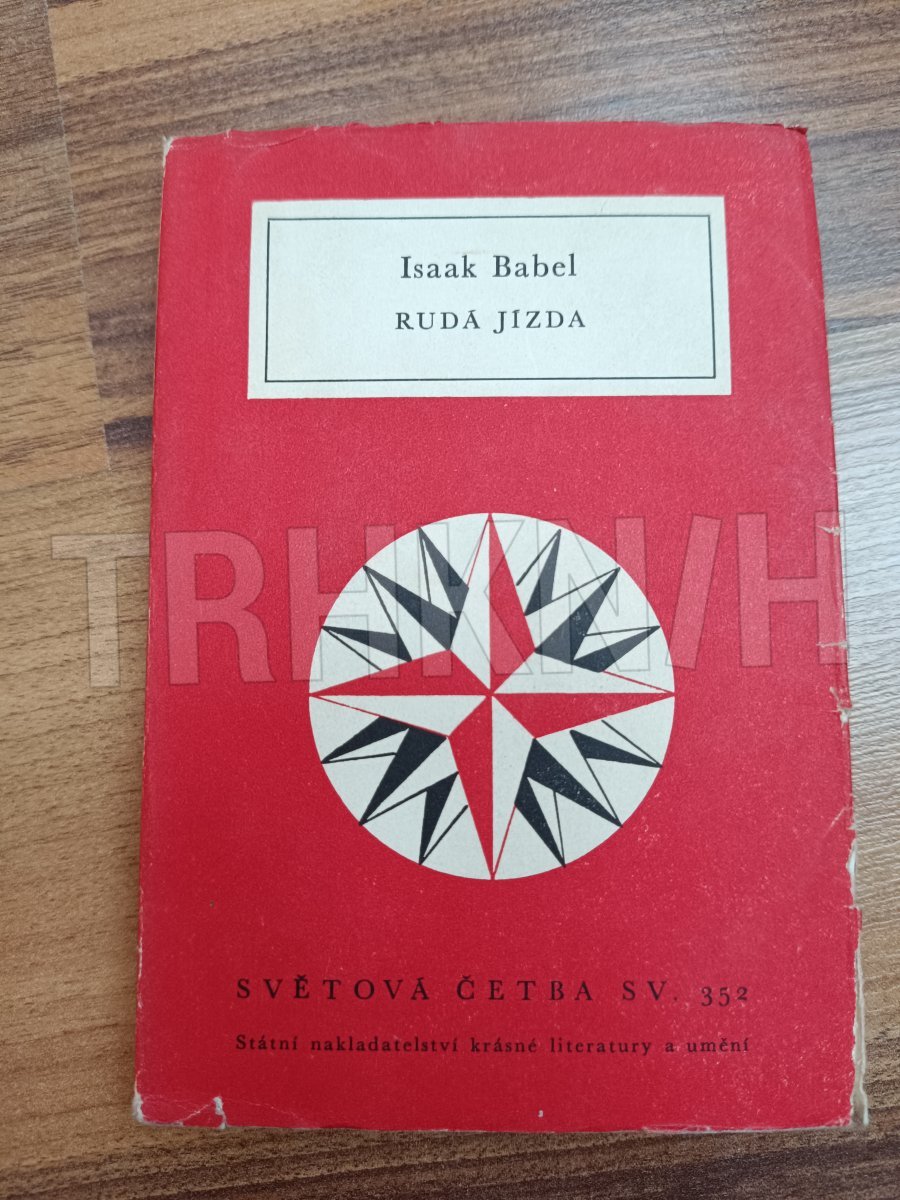 Isaak Babel
RUDÁ JÍZDA
TRHKNIH
SVĚTOVÁ ČETBA SV. 352
Státní nakladatelství krásné literatury a umění